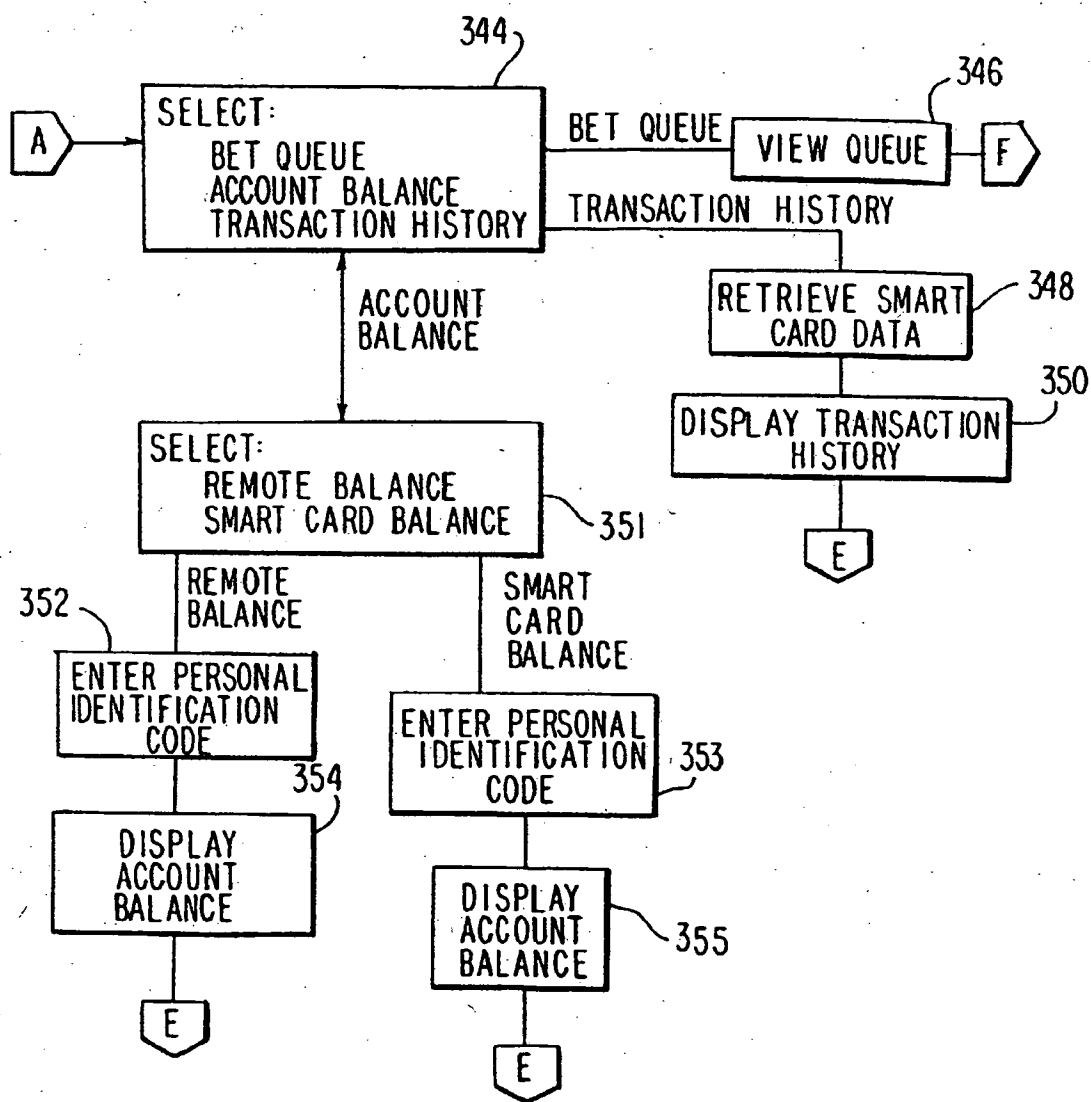 344
346
A
SELECT:
BET QUEUE
ACCOUNT BALANCE
TRANSACTION HISTORY
BET QUEUE
VIEW QUEUE
F
TRANSACTION HISTORY
ACCOUNT
BALANCE
RETRIEVE SMART
CARD DATA
348
350
DISPLAY TRANSACTION
HISTORY
E
SELECT:
REMOTE BALANCE
SMART CARD BALANCE
351
REMOTE
BALANCE
SMART
CARD
BALANCE
352
ENTER PERSONAL
IDENTIFICATION
CODE
354
DISPLAY
ACCOUNT
BALANCE
E
ENTER PERSONAL
IDENTIFICATION
CODE
353
DISPLAY
ACCOUNT
BALANCE
355
E